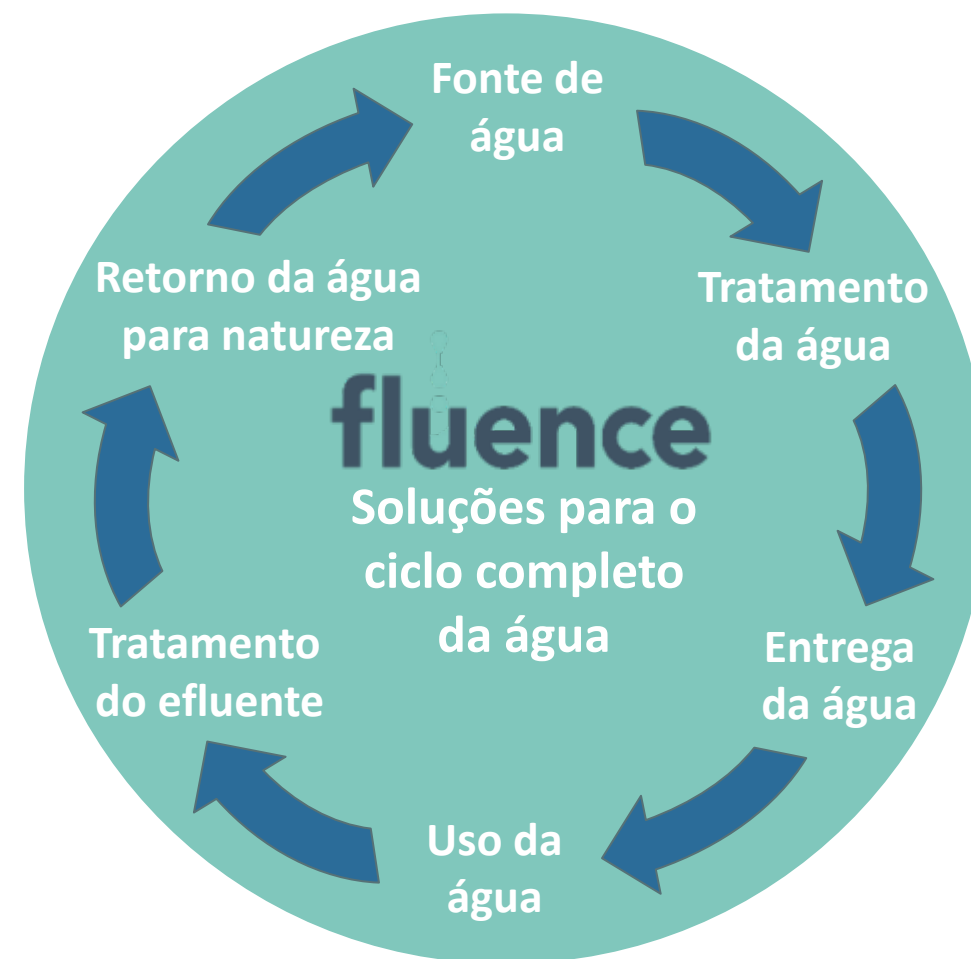 Fonte de
água
Tratamento
da água
Entrega
da água
Uso da
água
Tratamento
do efluente
Retorno da água
para natureza
fluence
Soluções para o
ciclo completo
da água